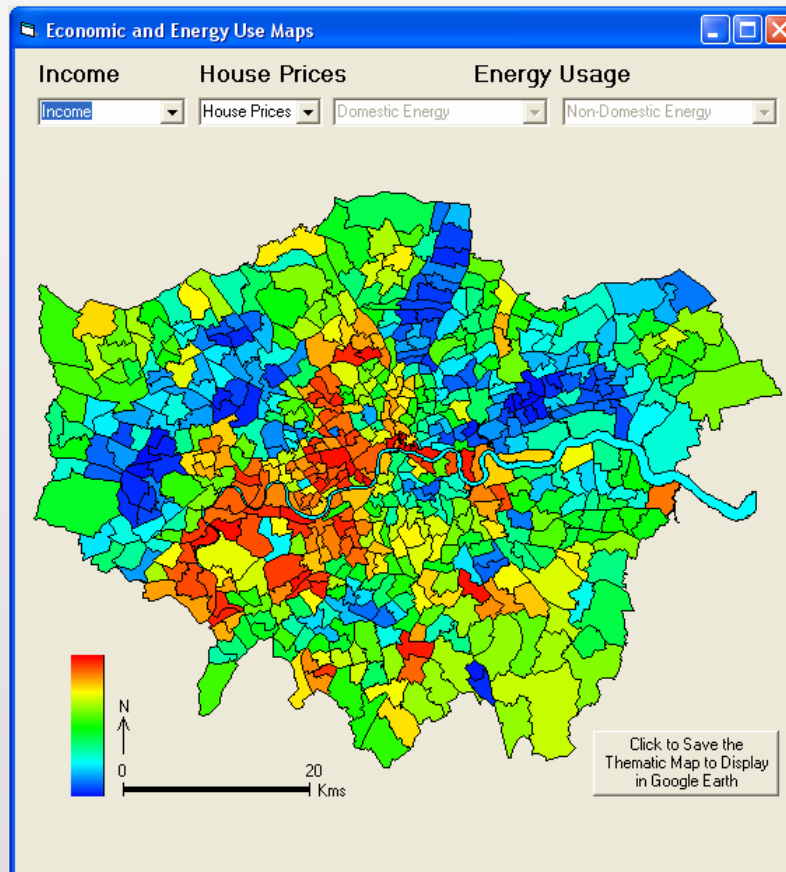 Economic and Energy Use Maps
Income House Prices Energy Usage
Income House Prices Domestic Energy Non-Domestic Energy
N
0 20
Kms
Click to Save the
Thematic Map to Display
in Google Earth